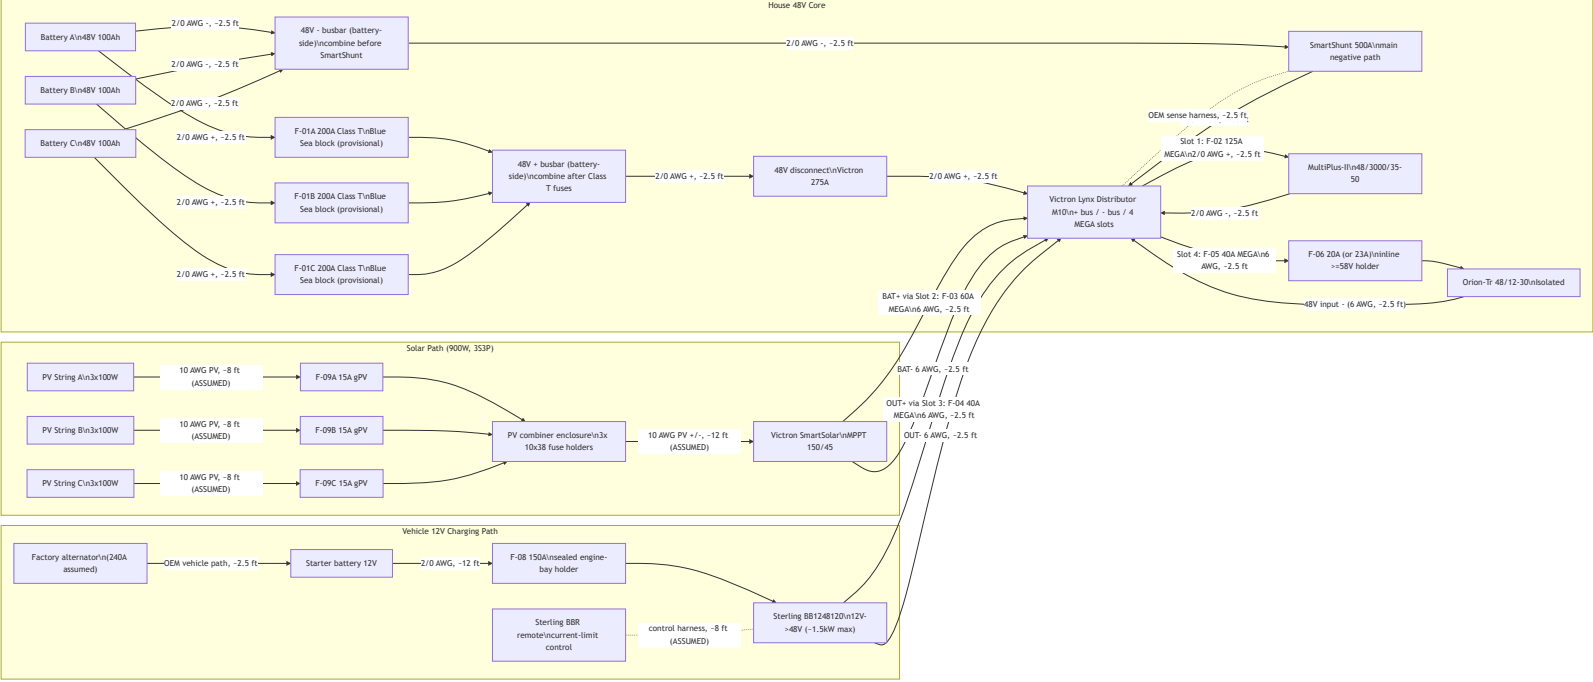 House 48V Core
Battery A\n48V 100Ah
2/0 AWG -, ~2.5 ft
48V - busbar (battery-
side)\ncombine before
SmartShunt
2/0 AWG -, ~2.5 ft
SmartShunt 500A\nmain
negative path
Battery B\n48V 100Ah
2/0 AWG -, ~2.5 ft
2/0 AWG -, ~2.5 ft
Battery C\n48V 100Ah
2/0 AWG +, ~2.5 ft
F-01A 200A Class T\nBlue
Sea block (provisional)
OEM sense harness, ~2.5 ft
Slot 1: F-02 125A
MEGA\n2/0 AWG +, ~2.5 ft
MultiPlus-II\n48/3000/35-
50
48V + busbar (battery-
side)\ncombine after Class
T fuses
2/0 AWG +, ~2.5 ft
48V disconnect\nVictron
275A
2/0 AWG +, ~2.5 ft
2/0 AWG +, ~2.5 ft
F-01B 200A Class T\nBlue
Sea block (provisional)
Victron Lynx Distributor
M10\n+ bus / - bus / 4
MEGA slots
2/0 AWG -, ~2.5 ft
2/0 AWG +, ~2.5 ft
F-01C 200A Class T\nBlue
Sea block (provisional)
Slot 4: F-05 40A MEGA\n6
AWG, ~2.5 ft
F-06 20A (or 23A)\ninline
>=58V holder
Orion-Tr 48/12-30\nIsolated
48V input - (6 AWG, ~2.5 ft)
BAT+ via Slot 2: F-03 60A
MEGA\n6 AWG, ~2.5 ft
Solar Path (900W, 3S3P)
PV String A\n3x100W
10 AWG PV, ~8 ft
(ASSUMED)
F-09A 15A gPV
BAT- 6 AWG, ~2.5 ft
OUT+ via Slot 3: F-04 40A
MEGA\n6 AWG, ~2.5 ft
OUT- 6 AWG, ~2.5 ft
PV String B\n3x100W
10 AWG PV, ~8 ft
(ASSUMED)
F-09B 15A gPV
PV combiner enclosure\n3x
10x38 fuse holders
10 AWG PV +/-, ~12 ft
(ASSUMED)
Victron SmartSolar\nMPPT
150/45
PV String C\n3x100W
10 AWG PV, ~8 ft
(ASSUMED)
F-09C 15A gPV
Vehicle 12V Charging Path
Factory alternator\n(240A
assumed)
OEM vehicle path, ~2.5 ft
Starter battery 12V
2/0 AWG, ~12 ft
F-08 150A\nsealed engine-
bay holder
Sterling BBR
remote\ncurrent-limit
control
control harness, ~8 ft
(ASSUMED)
Sterling BB1248120\n12V-
>48V (~1.5kW max)